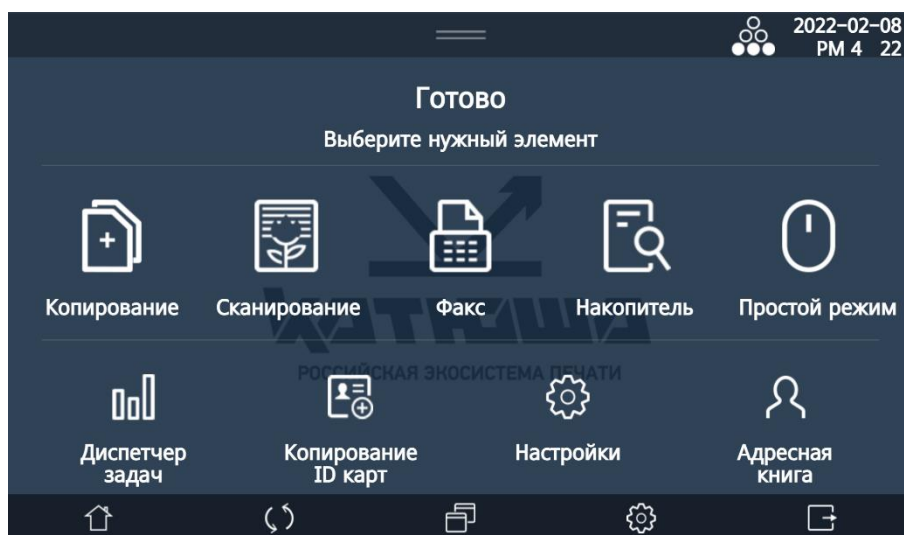 2022-02-08
PM 4 22
Готово
Выберите нужный элемент
Копирование Сканирование Факс Накопитель Простой режим
катюша
РОССИЙСКАЯ ЭКОСИСТЕМА ПЕЧАТИ
Диспетчер задач
Копирование ID карт
Настройки
Адресная книга